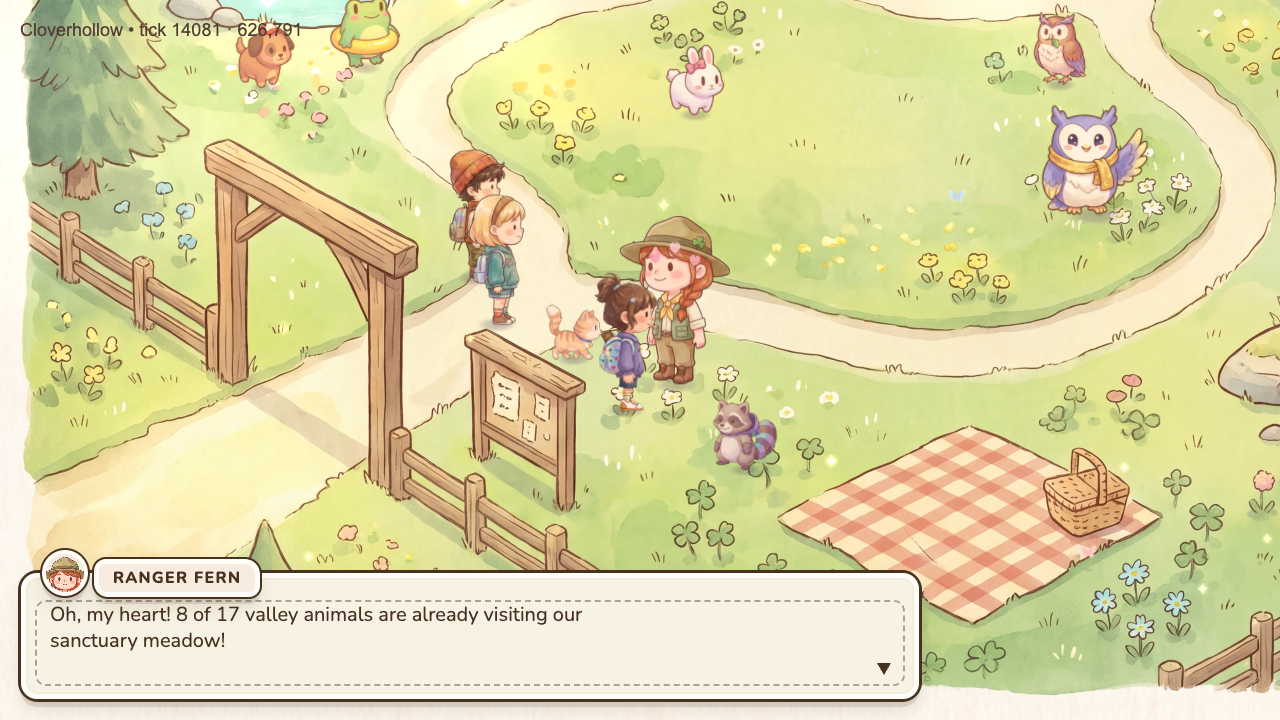 Cloverhollow • tick 14081 · 626,791
RANGER FERN
Oh, my heart! 8 of 17 valley animals are already visiting our
sanctuary meadow!